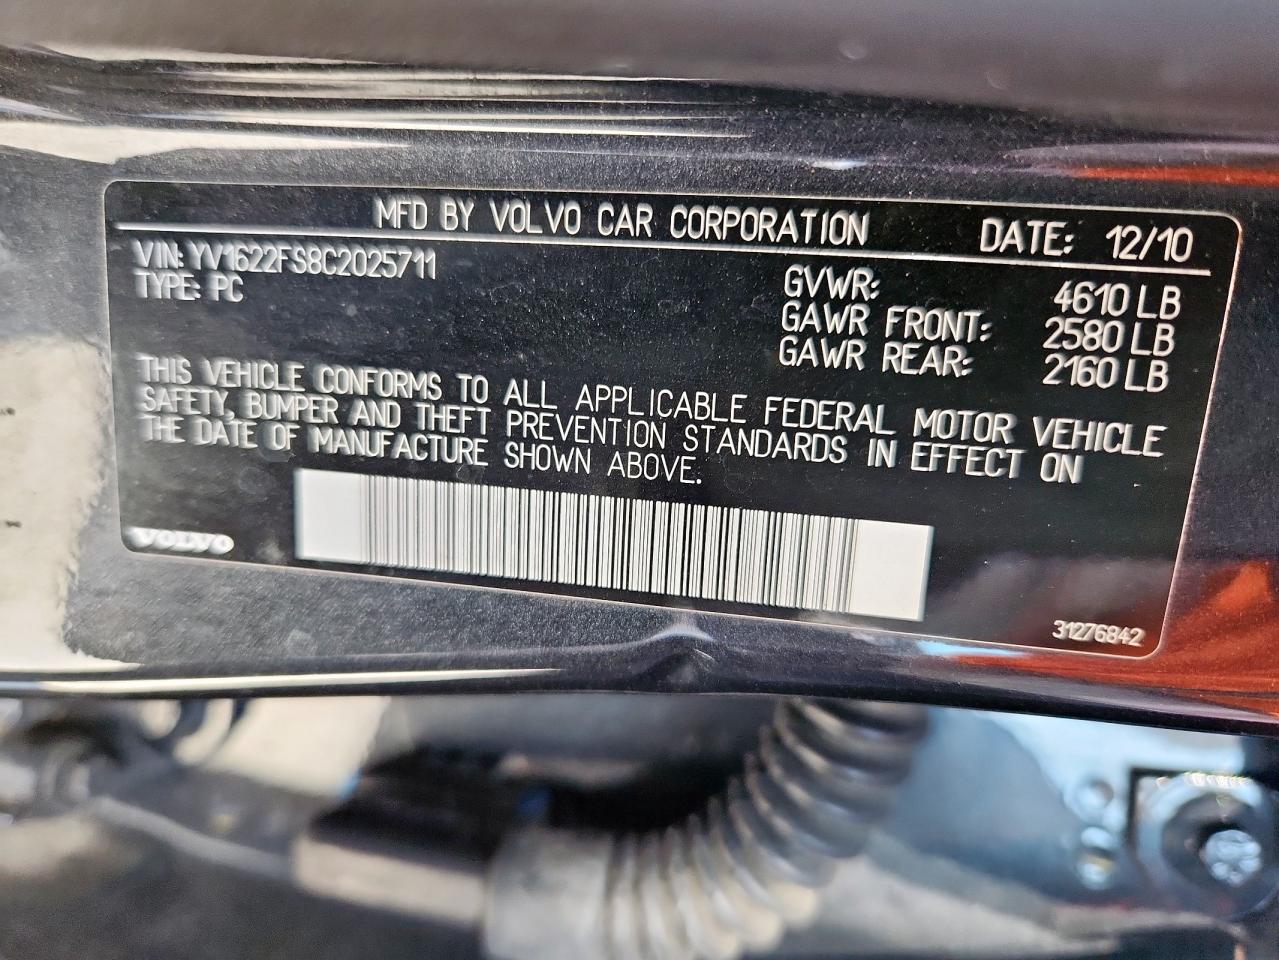 MFD BY VOLVO CAR CORPORATION DATE: 12/10
VIN: YV1622FS8C2025711
TYPE: PC
GVWR: 4610 LB
GAWR FRONT: 2580 LB
GAWR REAR: 2160 LB
THIS VEHICLE CONFORMS TO ALL APPLICABLE FEDERAL MOTOR VEHICLE
SAFETY, BUMPER AND THEFT PREVENTION STANDARDS IN EFFECT ON
THE DATE OF MANUFACTURE SHOWN ABOVE.
VOLVO
31276842